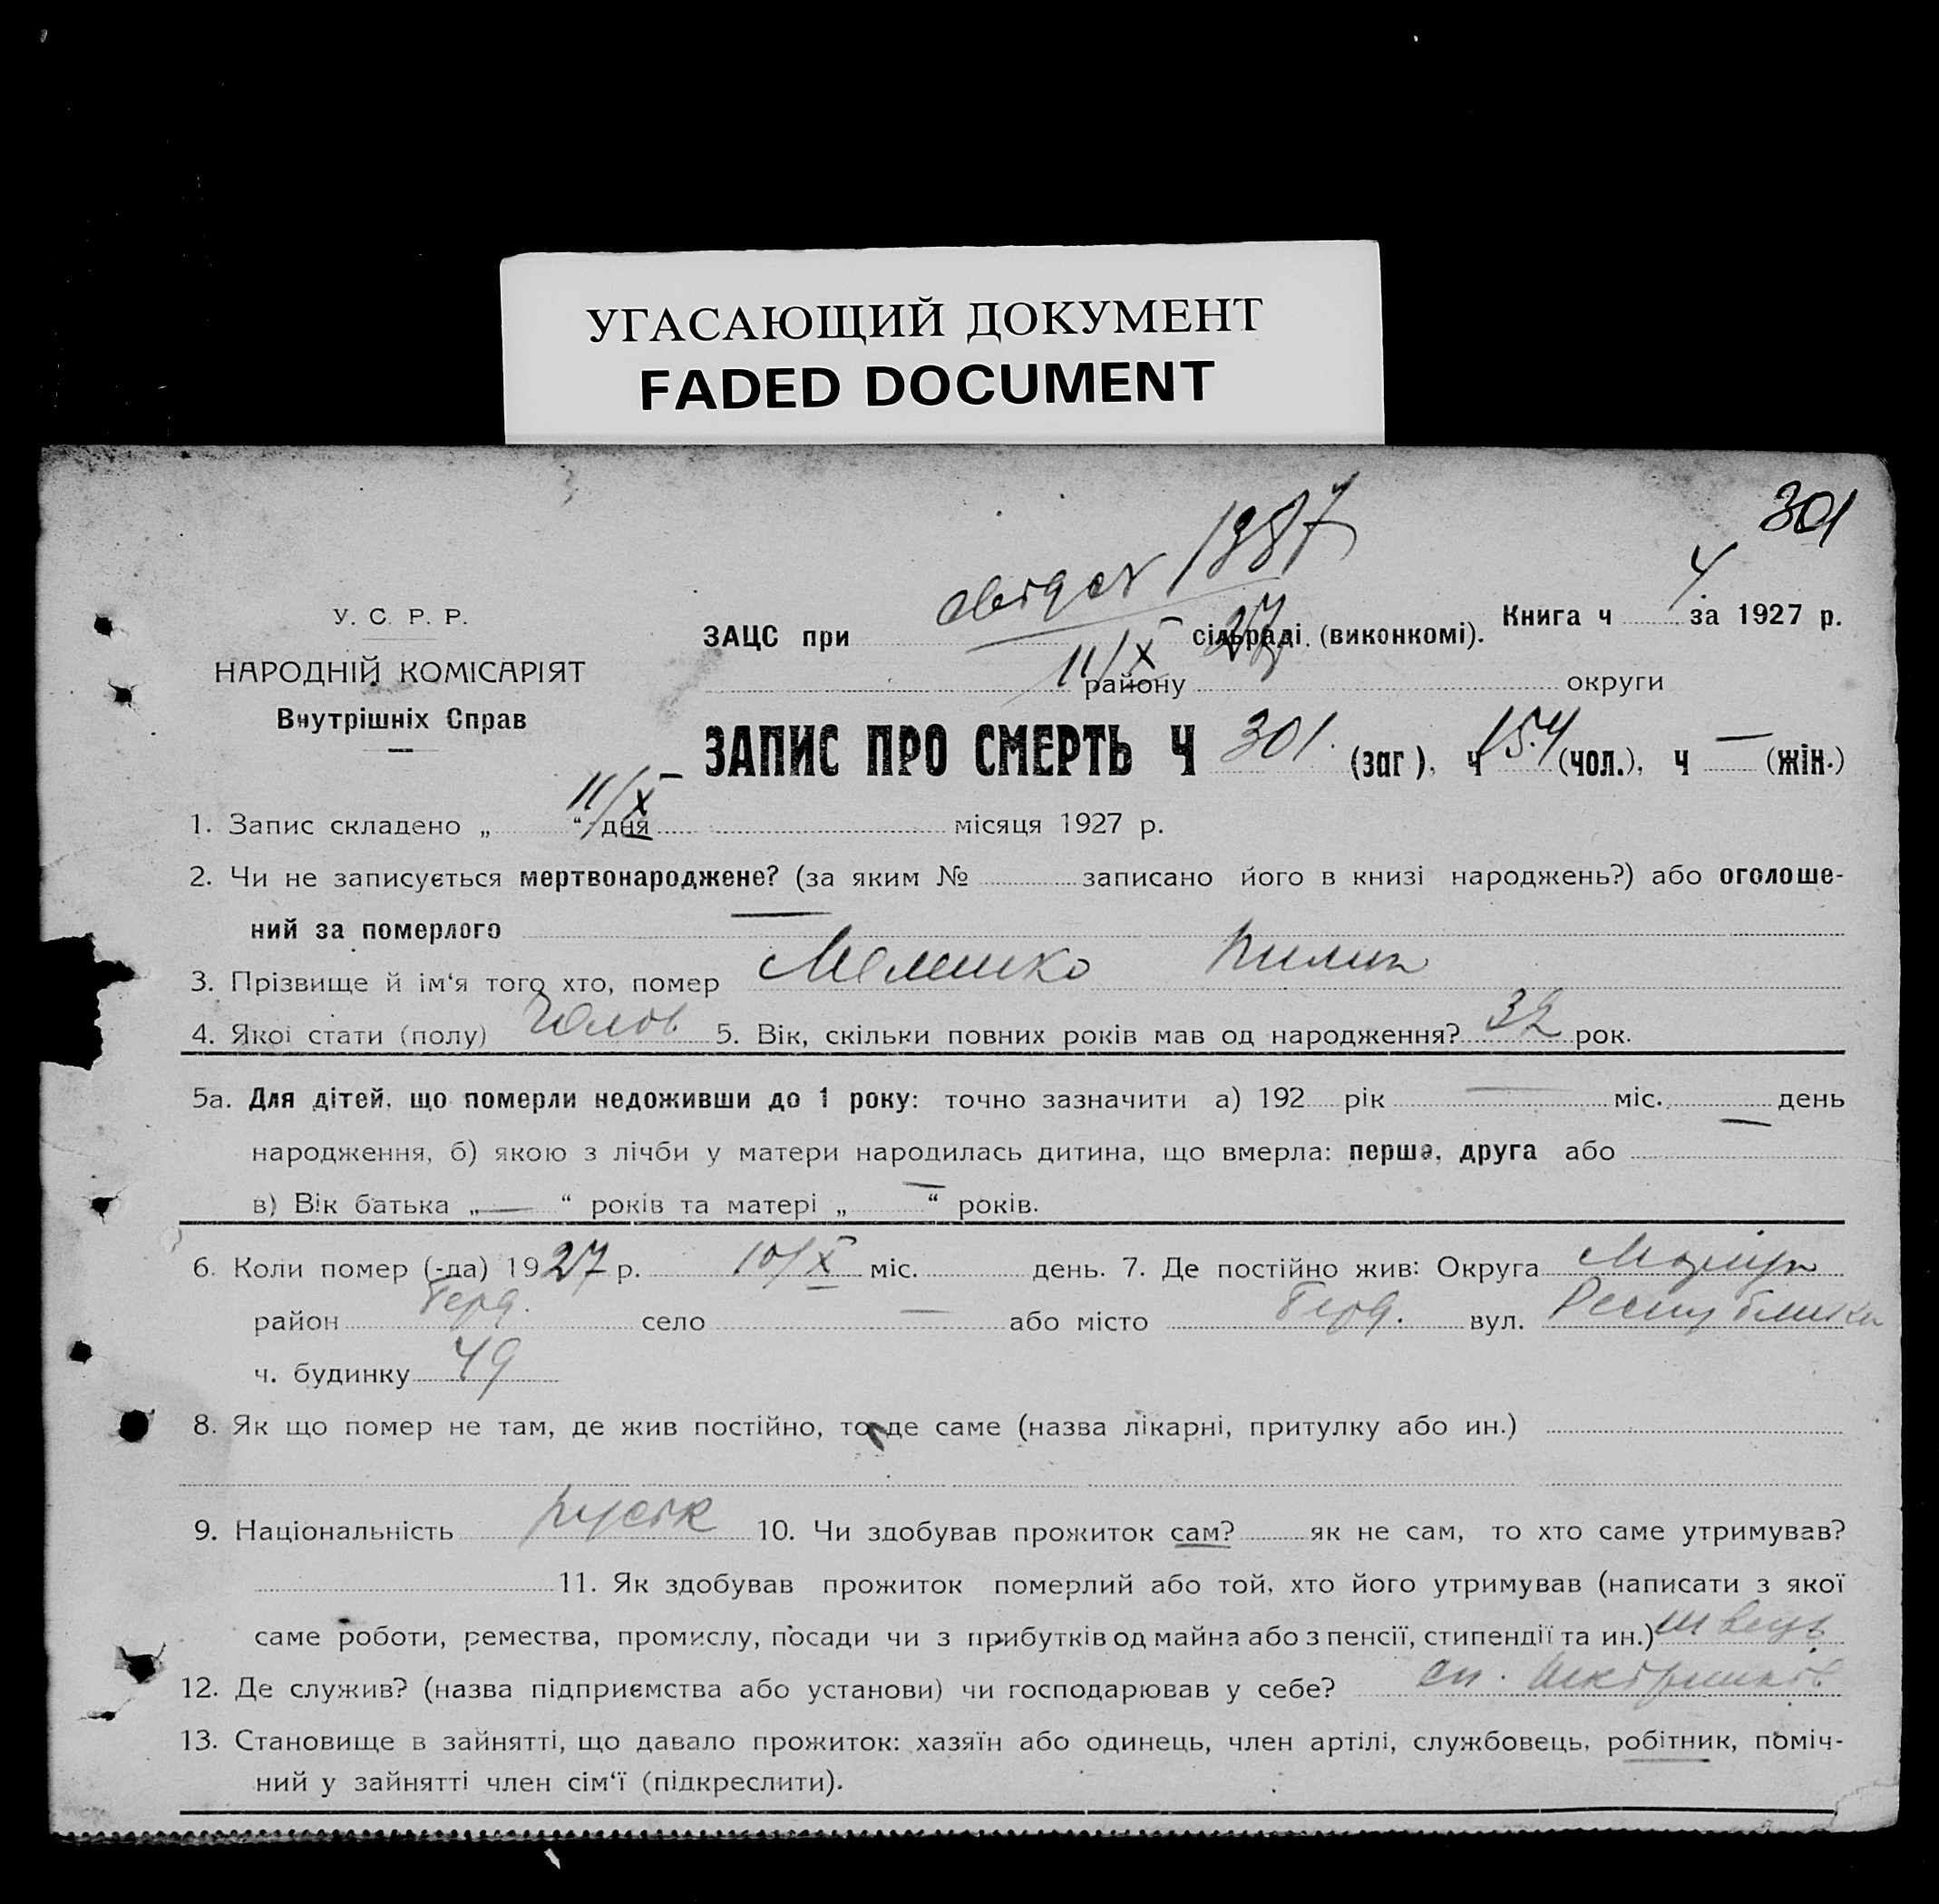 УГАСАЮЩИЙ ДОКУМЕНТ
FADED DOCUMENT
301
У. С. Р. Р.
НАРОДНІЙ КОМІСАРІЯТ
Внутрішніх Справ
ЗАЦС при сільраді. (виконкомі). Книга ч 4 за 1927 р.
11/X 27 району округи
ЗАПИС ПРО СМЕРТЬ Ч 301. (заг), ч 154 (чол.), ч — (жін.)
1. Запис складено „ 11/X “ дня місяця 1927 р.
2. Чи не записується мертвонароджене? (за яким № записано його в книзі народжень?) або оголоше-
ний за померлого —
3. Прізвище й ім‘я того хто, помер Пилип
4. Якої стати (полу) Чолов 5. Вік, скільки повних років мав од народження? 32 рок.
5а. Для дітей, що померли недоживши до 1 року: точно зазначити а) 192 рік — міс. день
народження, б) якою з лічби у матери народилась дитина, що вмерла: перша, друга або —
в) Вік батька „ — “ років та матері „ — “ років.
6. Коли помер (-да) 1927 р. 10/X міс. день. 7. Де постійно жив: Округа
район село — або місто вул. Республика
ч. будинку 49
8. Як що помер не там, де жив постійно, то де саме (назва лікарні, притулку або ин.)
9. Національність руськ 10. Чи здобував прожиток сам? як не сам, то хто саме утримував?
11. Як здобував прожиток померлий або той, хто його утримував (написати з якої
саме роботи, ремества, промислу, посади чи з прибутків од майна або з пенсії, стипендії та ин.) швець
12. Де служив? (назва підприємства або установи) чи господарював у себе?
13. Становище в зайнятті, що давало прожиток: хазяїн або одинець, член артілі, службовець, робітник, поміч-
ний у зайнятті член сім‘ї (підкреслити).